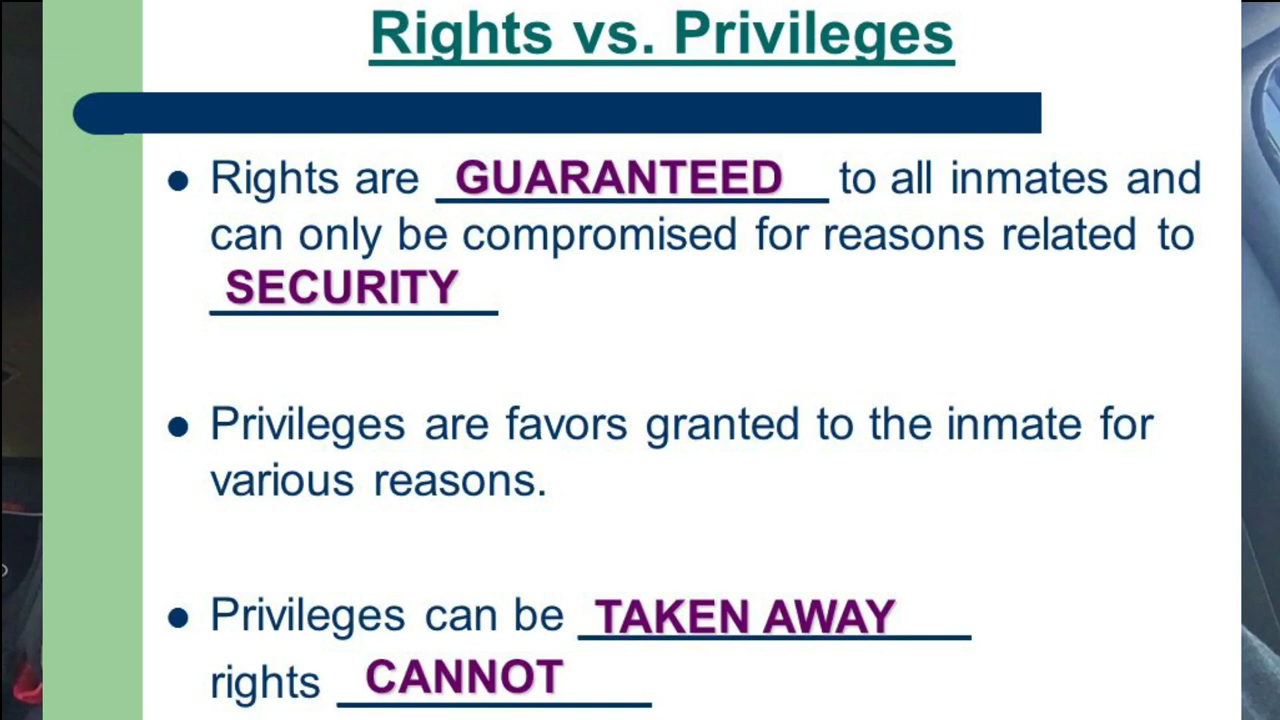 Rights vs. Privileges
Rights are GUARANTEED to all inmates and
can only be compromised for reasons related to
SECURITY
Privileges are favors granted to the inmate for
various reasons.
Privileges can be TAKEN AWAY
rights CANNOT